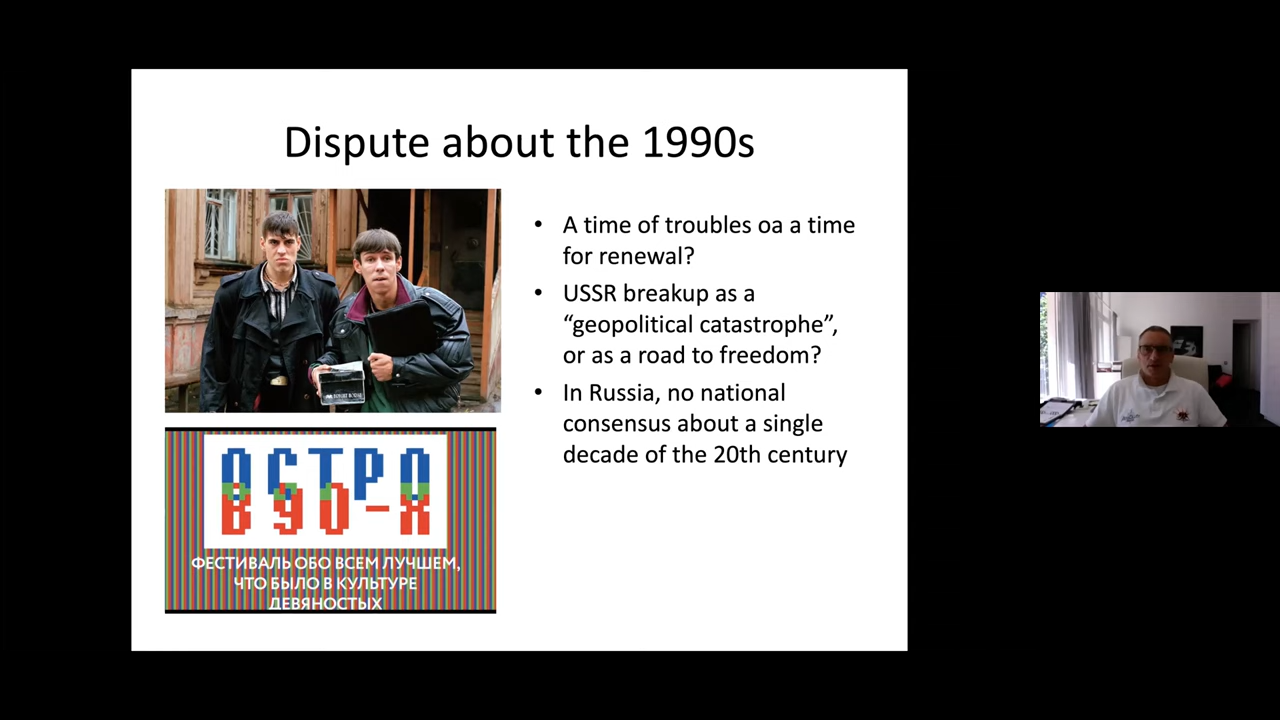 Dispute about the 1990s
• A time of troubles oa a time
for renewal?
• USSR breakup as a
“geopolitical catastrophe”,
or as a road to freedom?
• In Russia, no national
consensus about a single
decade of the 20th century
ОСТРО
В 90-Х
ФЕСТИВАЛЬ ОБО ВСЕМ ЛУЧШЕМ,
ЧТО БЫЛО В КУЛЬТУРЕ
ДЕВЯНОСТЫХ